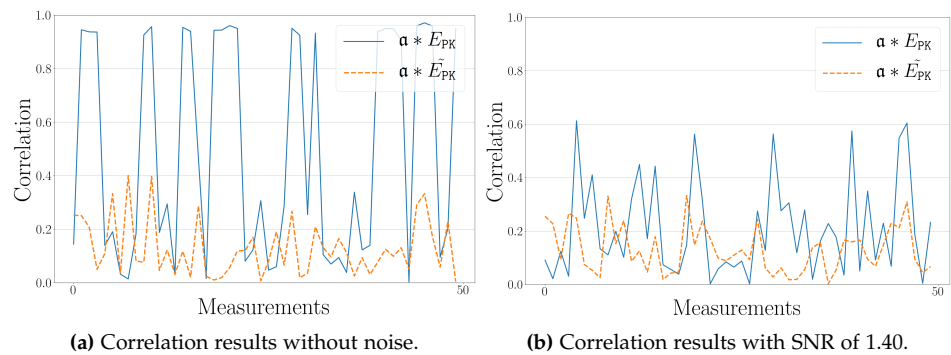 1.0
0.8
0.6
0.4
0.2
0.0
Correlation
0
50
Measurements
𝔞 * E_PK
𝔞 * Ẽ_PK
(a) Correlation results without noise.
1.0
0.8
0.6
0.4
0.2
0.0
Correlation
0
50
Measurements
𝔞 * E_PK
𝔞 * Ẽ_PK
(b) Correlation results with SNR of 1.40.